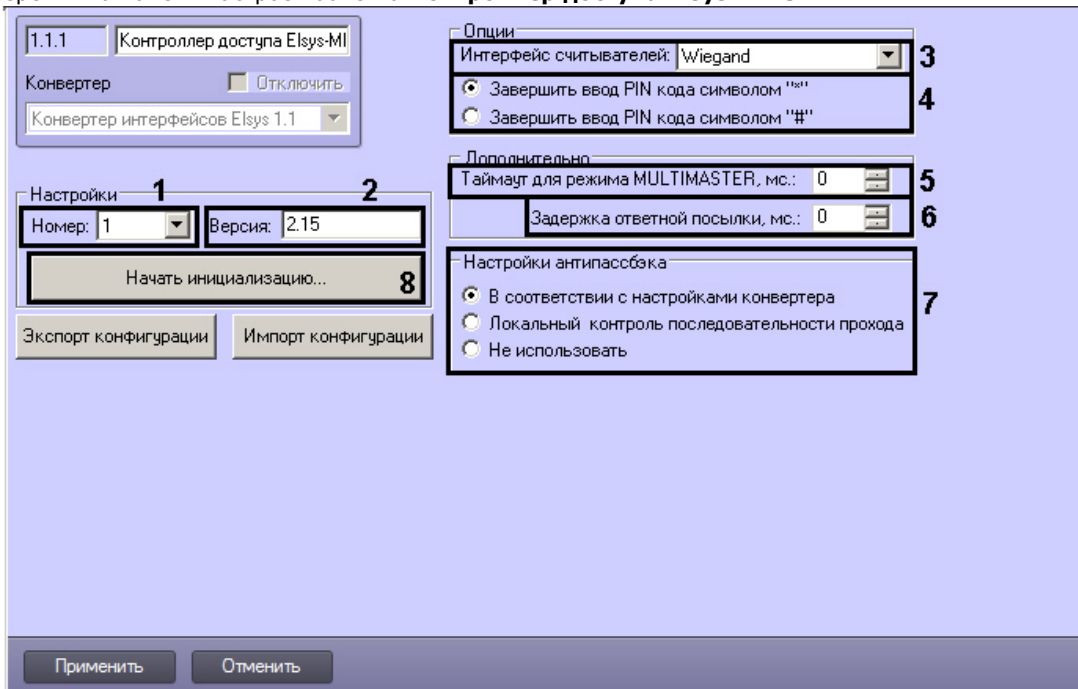 1.1.1 Контроллер доступа Elsys-MI
Конвертер Отключить
Конвертер интерфейсов Elsys 1.1
Настройки 1 2
Номер: 1 Версия: 2.15
Начать инициализацию... 8
Экспорт конфигурации Импорт конфигурации
Опции
Интерфейс считывателей: Wiegand 3
Завершить ввод PIN кода символом "*"
Завершить ввод PIN кода символом "#"
4
Дополнительно
Таймаут для режима MULTIMASTER, мс.: 0 5
Задержка ответной посылки, мс.: 0 6
Настройки антипассбэка
В соответствии с настройками конвертера
7
Локальный контроль последовательности прохода
Не использовать
Применить Отменить